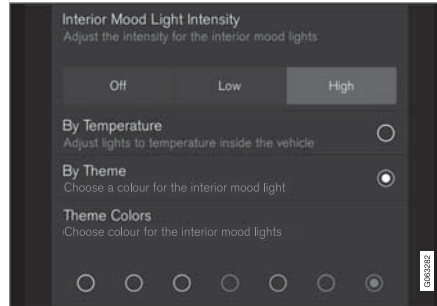 Interior Mood Light Intensity
Adjust the intensity for the interior mood lights
Off Low High
By Temperature
Adjust lights to temperature inside the vehicle
By Theme
Choose a colour for the interior mood light
Theme Colors
Choose colour for the interior mood lights
G063282